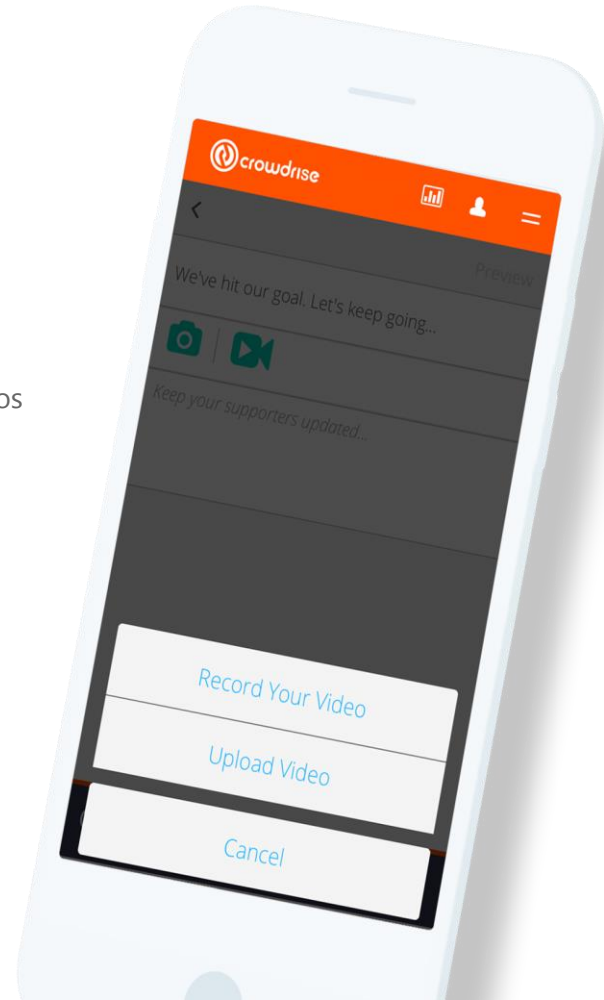 crowdrise
Preview
We've hit our goal. Let's keep going...
os
Keep your supporters updated...
Record Your Video
Upload Video
Cancel